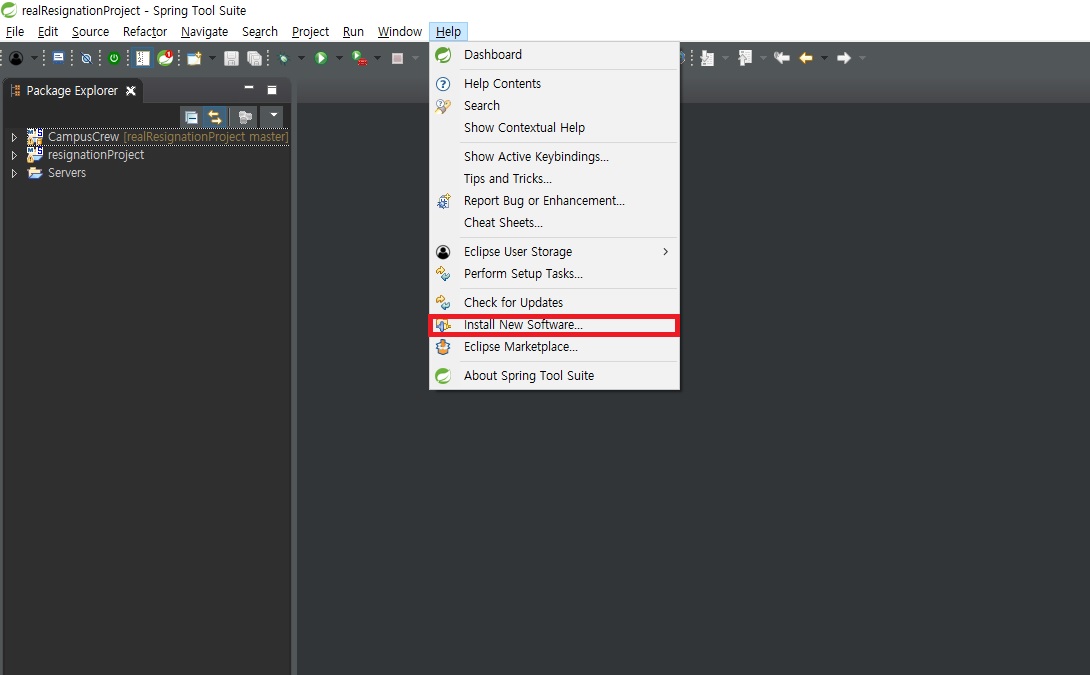 realResignationProject - Spring Tool Suite
File Edit Source Refactor Navigate Search Project Run Window Help
Package Explorer
CampusCrew [realResignationProject master]
resignationProject
Servers
Dashboard
Help Contents
Search
Show Contextual Help
Show Active Keybindings...
Tips and Tricks...
Report Bug or Enhancement...
Cheat Sheets...
Eclipse User Storage
Perform Setup Tasks...
Check for Updates
Install New Software...
Eclipse Marketplace...
About Spring Tool Suite